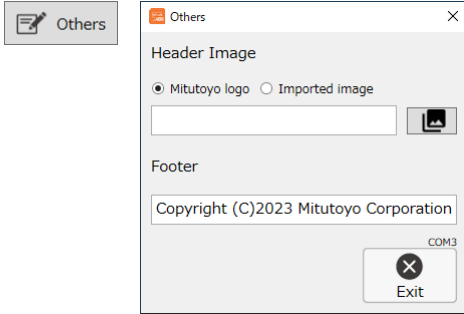 Others
Others
Header Image
Mitutoyo logo Imported image
Footer
Copyright (C)2023 Mitutoyo Corporation
COM3
Exit